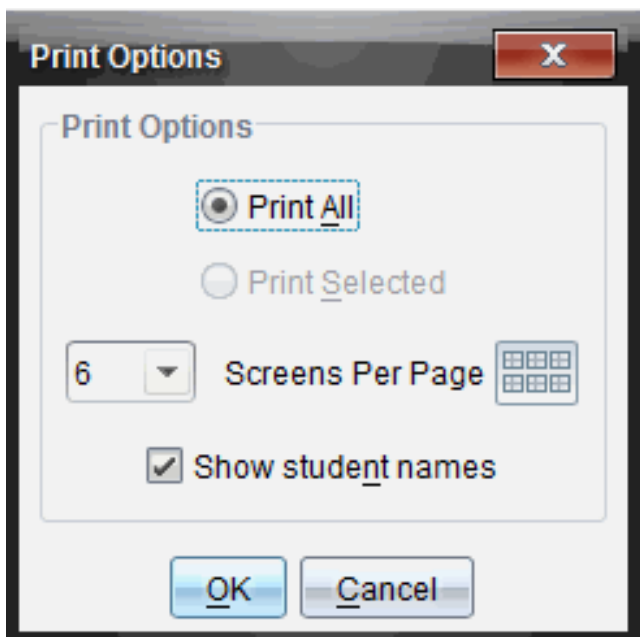 Print Options
Print Options
Print All
Print Selected
6 Screens Per Page
Show student names
OK Cancel